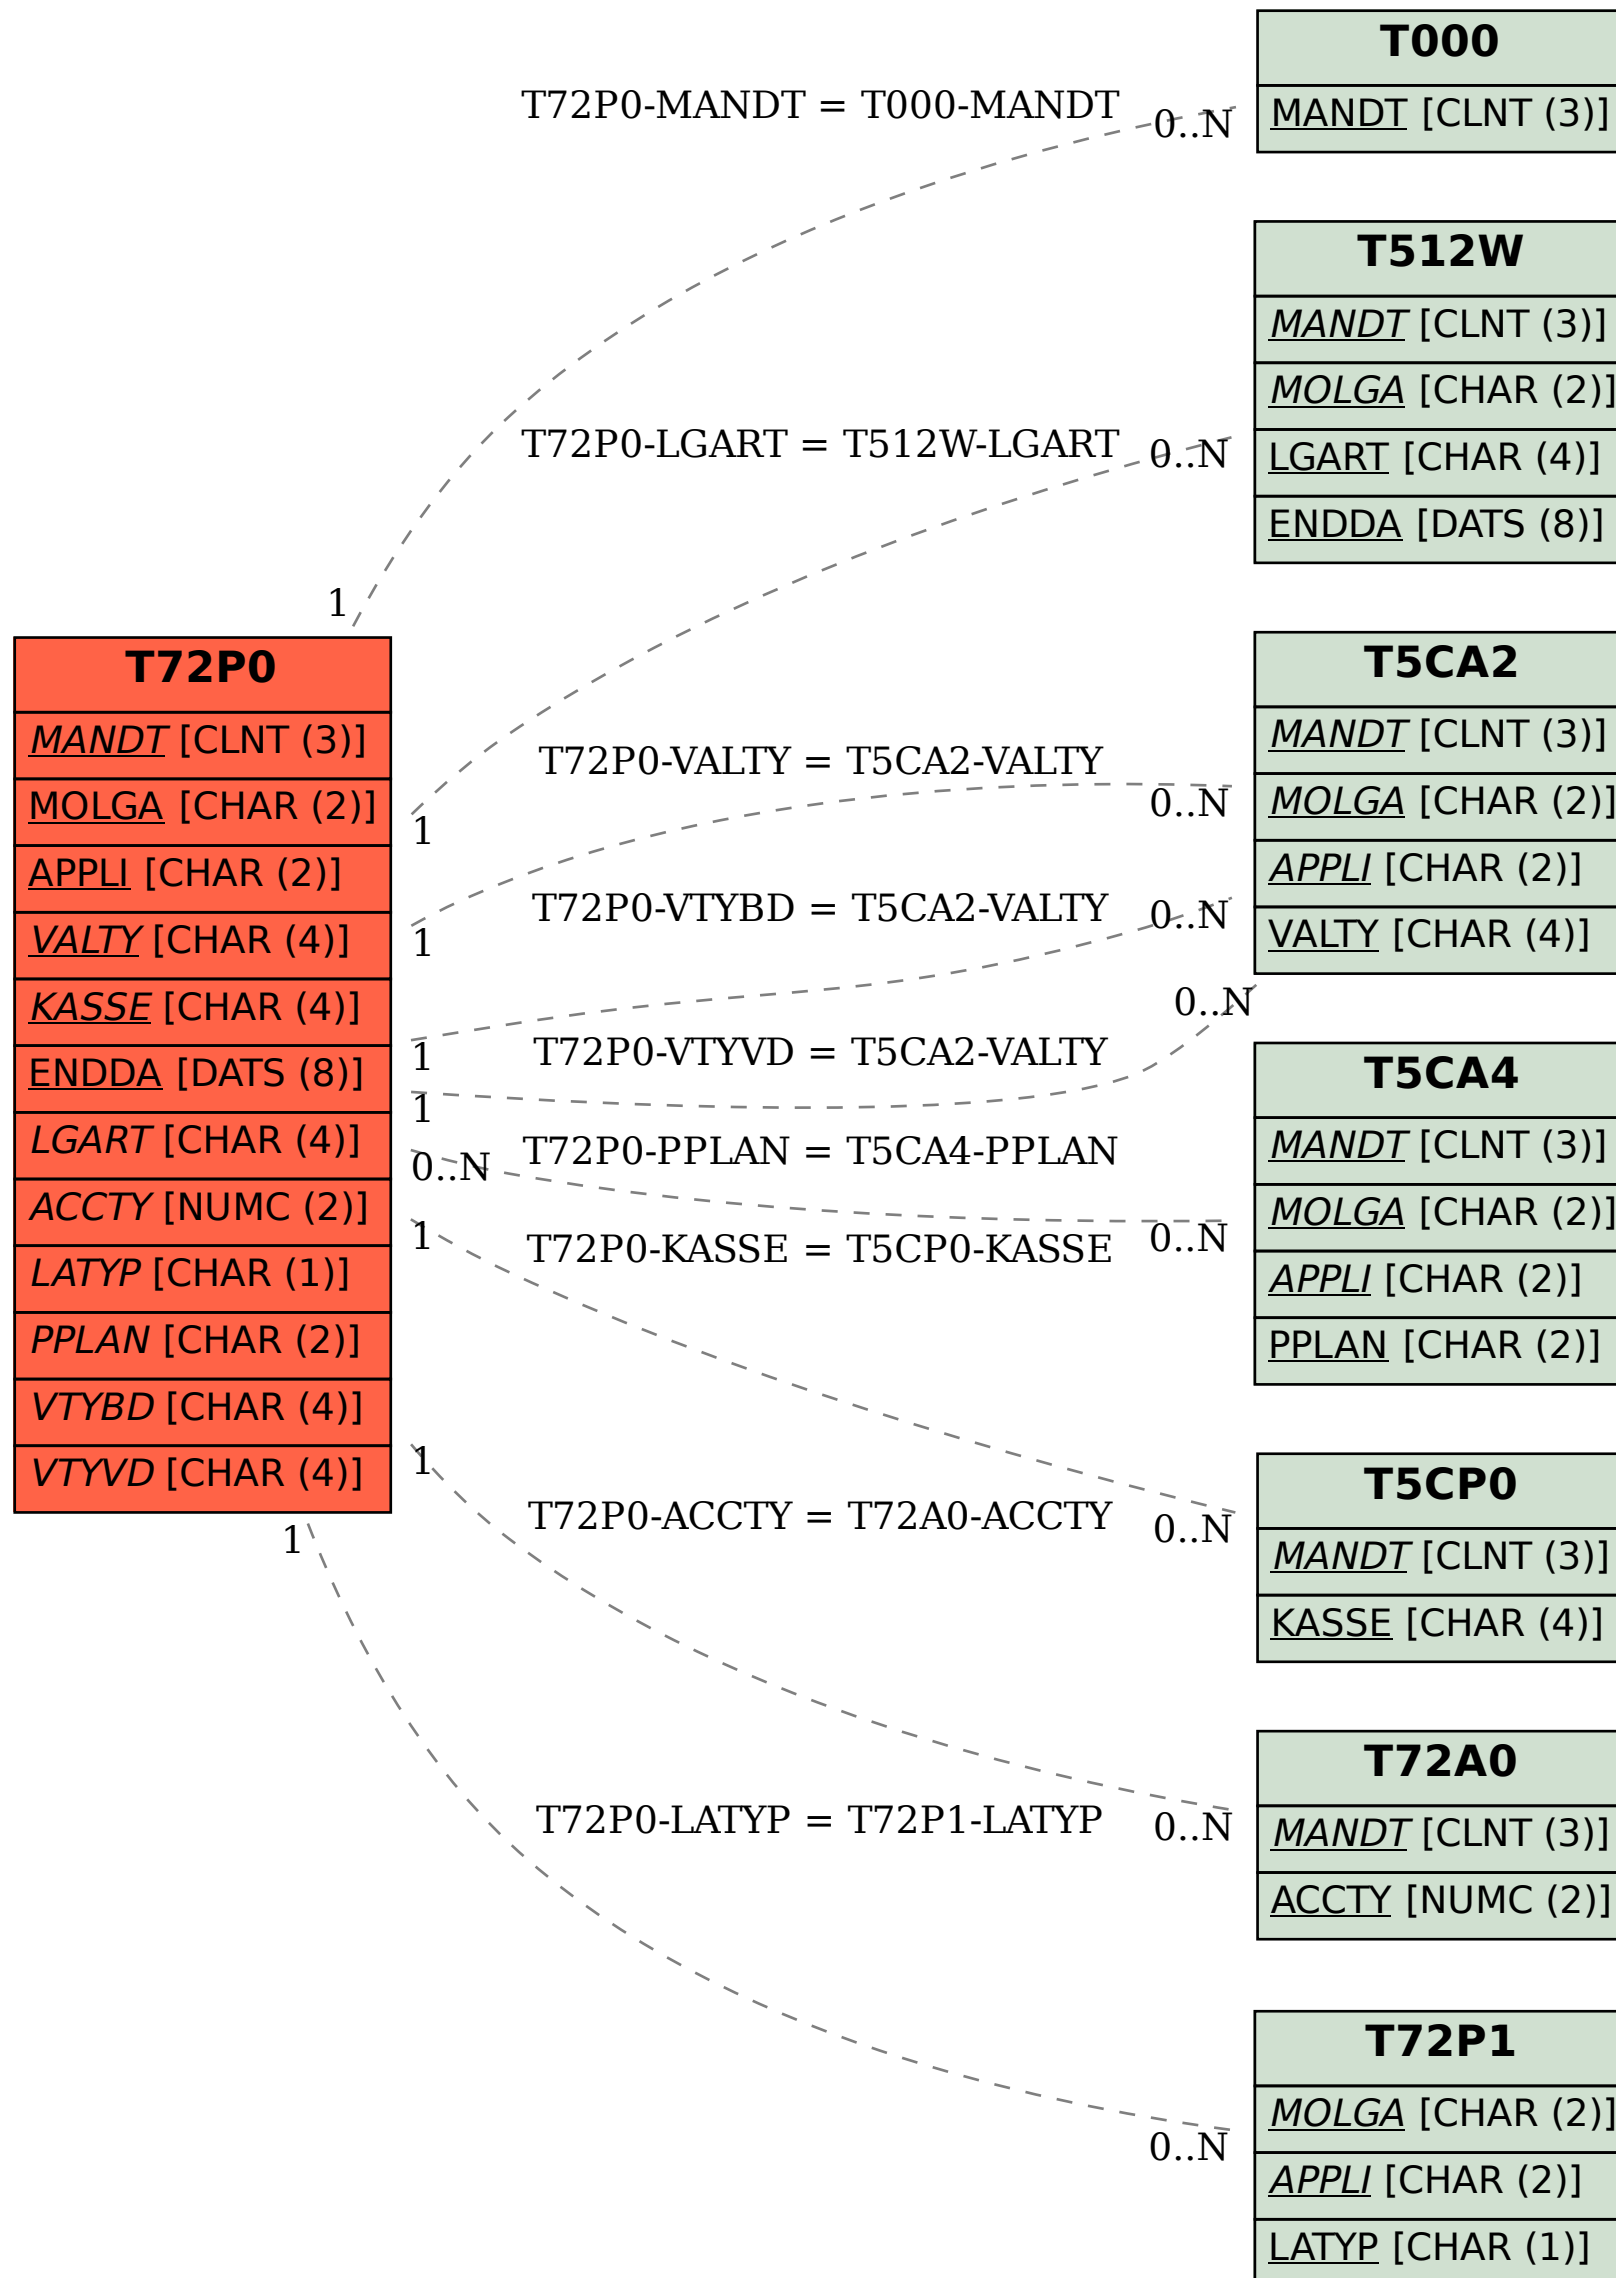 T72P0
MANDT [CLNT (3)]
MOLGA [CHAR (2)]
APPLI [CHAR (2)]
VALTY [CHAR (4)]
KASSE [CHAR (4)]
ENDDA [DATS (8)]
LGART [CHAR (4)]
ACCTY [NUMC (2)]
LATYP [CHAR (1)]
PPLAN [CHAR (2)]
VTYBD [CHAR (4)]
VTYVD [CHAR (4)]
T72P0-MANDT = T000-MANDT
0..N
1
T72P0-LGART = T512W-LGART
0..N
1
T72P0-VALTY = T5CA2-VALTY
0..N
1
T72P0-VTYBD = T5CA2-VALTY
0..N
1
T72P0-VTYVD = T5CA2-VALTY
0..N
1
T72P0-PPLAN = T5CA4-PPLAN
0..N
0..N
T72P0-KASSE = T5CP0-KASSE
0..N
1
T72P0-ACCTY = T72A0-ACCTY
0..N
1
T72P0-LATYP = T72P1-LATYP
0..N
1
T000
MANDT [CLNT (3)]
T512W
MANDT [CLNT (3)]
MOLGA [CHAR (2)]
LGART [CHAR (4)]
ENDDA [DATS (8)]
T5CA2
MANDT [CLNT (3)]
MOLGA [CHAR (2)]
APPLI [CHAR (2)]
VALTY [CHAR (4)]
T5CA4
MANDT [CLNT (3)]
MOLGA [CHAR (2)]
APPLI [CHAR (2)]
PPLAN [CHAR (2)]
T5CP0
MANDT [CLNT (3)]
KASSE [CHAR (4)]
T72A0
MANDT [CLNT (3)]
ACCTY [NUMC (2)]
T72P1
MOLGA [CHAR (2)]
APPLI [CHAR (2)]
LATYP [CHAR (1)]